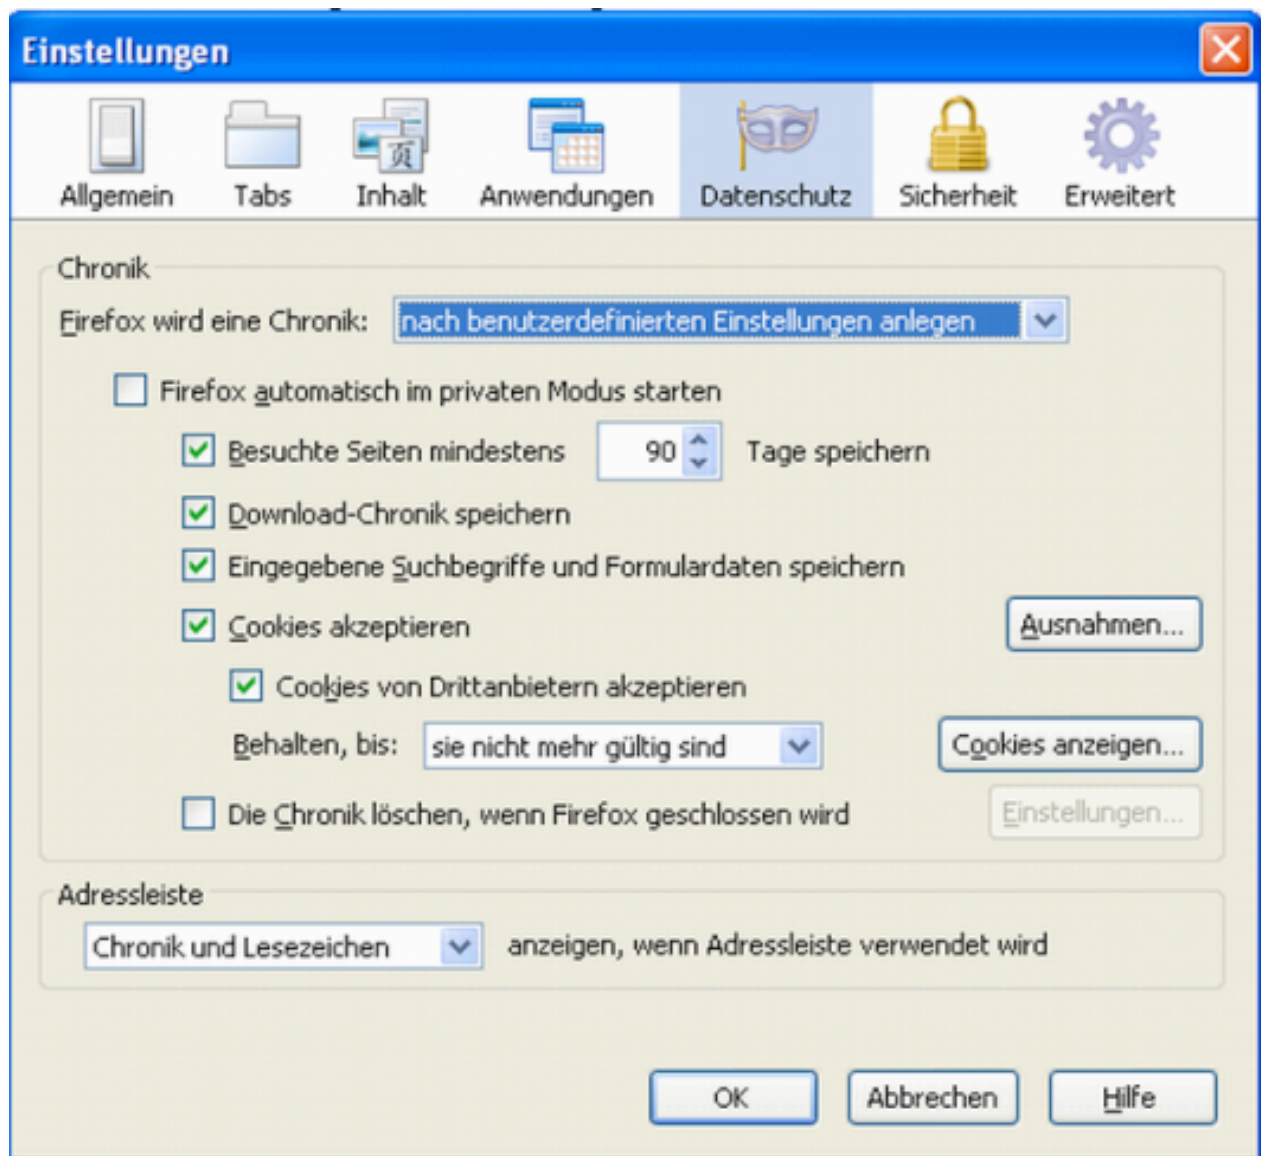 Einstellungen
Allgemein Tabs Inhalt Anwendungen Datenschutz Sicherheit Erweitert
Chronik
Firefox wird eine Chronik: nach benutzerdefinierten Einstellungen anlegen
Firefox automatisch im privaten Modus starten
Besuchte Seiten mindestens 90 Tage speichern
Download-Chronik speichern
Eingegebene Suchbegriffe und Formulardaten speichern
Cookies akzeptieren Ausnahmen...
Cookies von Drittanbietern akzeptieren
Behalten, bis: sie nicht mehr gültig sind Cookies anzeigen...
Die Chronik löschen, wenn Firefox geschlossen wird Einstellungen...
Adressleiste
Chronik und Lesezeichen anzeigen, wenn Adressleiste verwendet wird
OK Abbrechen Hilfe